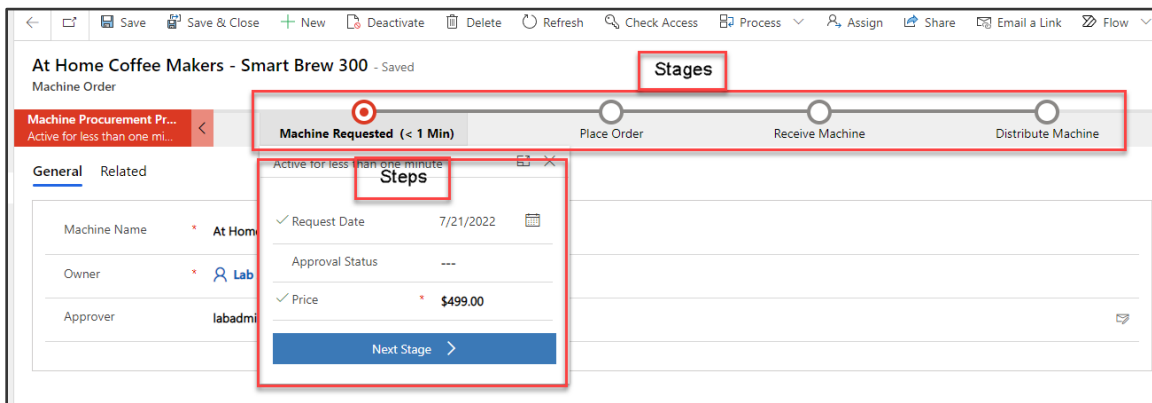 Save Save & Close New Deactivate Delete Refresh Check Access Process Assign Share Email a Link Flow
At Home Coffee Makers - Smart Brew 300 - Saved
Machine Order
Stages
Machine Procurement Pr...
Active for less than one mi...
Machine Requested (< 1 Min) Place Order Receive Machine Distribute Machine
General Related
Active for less than one minute
Steps
Machine Name * At Hom
Request Date 7/21/2022
Approval Status ---
Owner * Lab
Price * $499.00
Approver labadmi
Next Stage